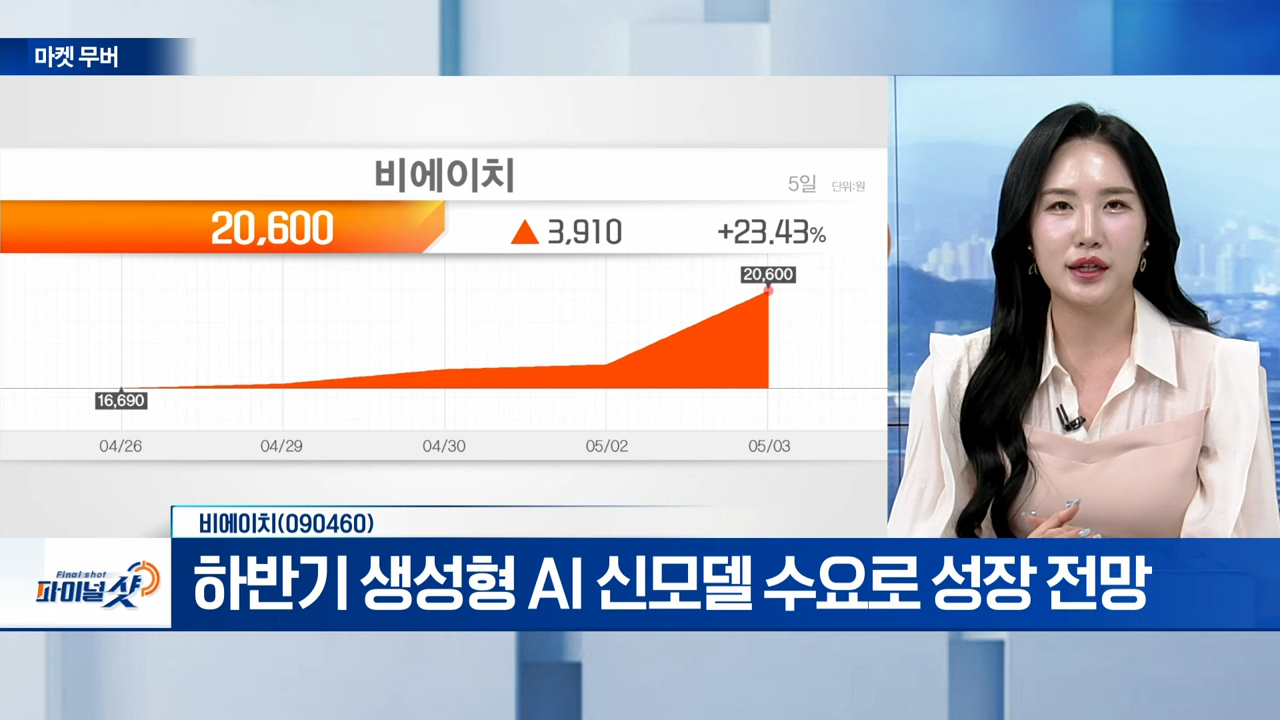 마켓 무버
비에이치
5일 단위:원
20,600 ▲ 3,910 +23.43%
20,600
16,690
04/26 04/29 04/30 05/02 05/03
비에이치(090460)
Final shot
파이널샷
하반기 생성형 AI 신모델 수요로 성장 전망